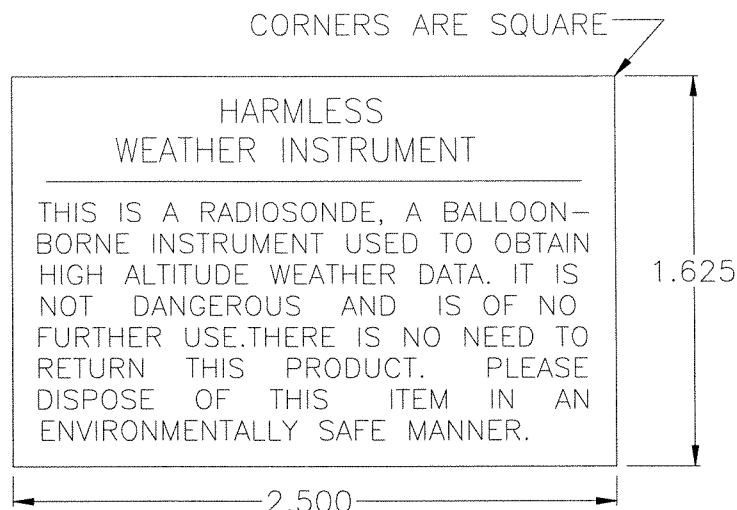 CORNERS ARE SQUARE
HARMLESS
WEATHER INSTRUMENT
THIS IS A RADIOSONDE, A BALLOON-
BORNE INSTRUMENT USED TO OBTAIN
HIGH ALTITUDE WEATHER DATA. IT IS
NOT DANGEROUS AND IS OF NO
FURTHER USE.THERE IS NO NEED TO
RETURN THIS PRODUCT. PLEASE
DISPOSE OF THIS ITEM IN AN
ENVIRONMENTALLY SAFE MANNER.
1.625
2.500